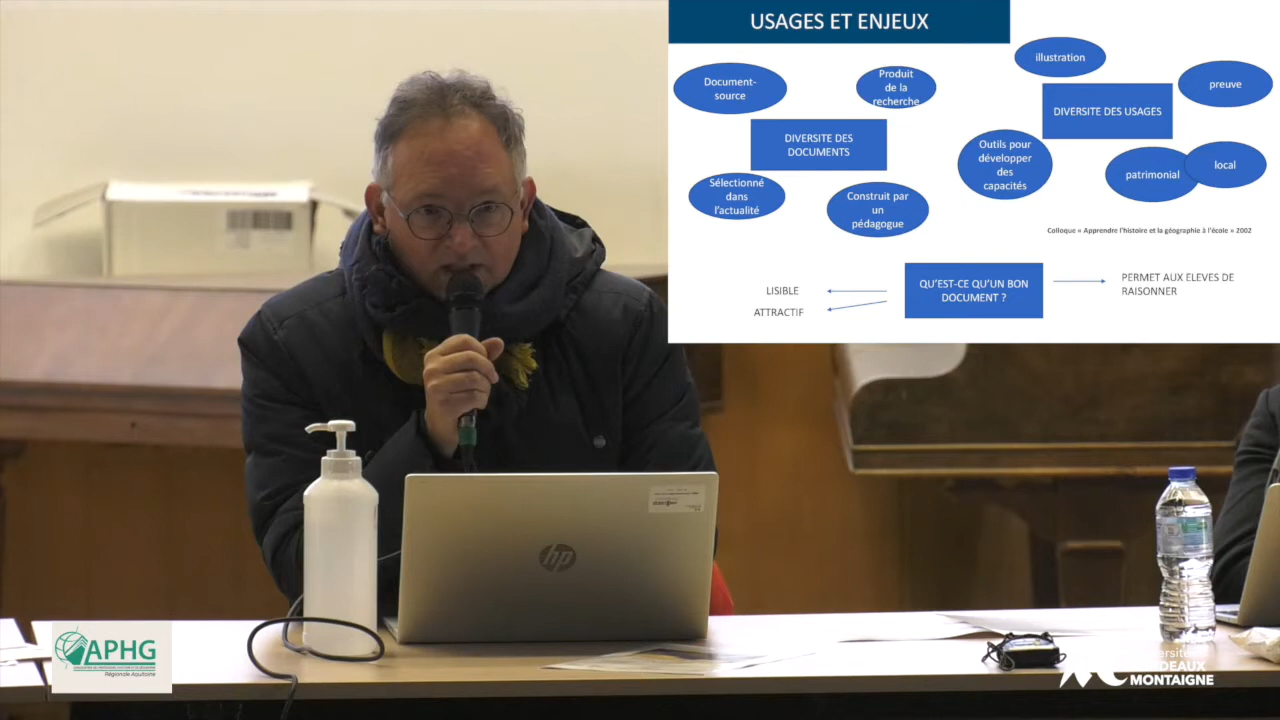 USAGES ET ENJEUX
Document-
source
Produit
de la
recherche
DIVERSITE DES
DOCUMENTS
Sélectionné
dans
l'actualité
Construit par
un
pédagogue
illustration
preuve
DIVERSITE DES USAGES
Outils pour
développer
des
capacités
patrimonial
local
Colloque « Apprendre l'histoire et la géographie à l'école » 2002
QU'EST-CE QU'UN BON
DOCUMENT ?
LISIBLE
ATTRACTIF
PERMET AUX ELEVES DE
RAISONNER
hp
APHG
Régionale Aquitaine
MONTAIGNE